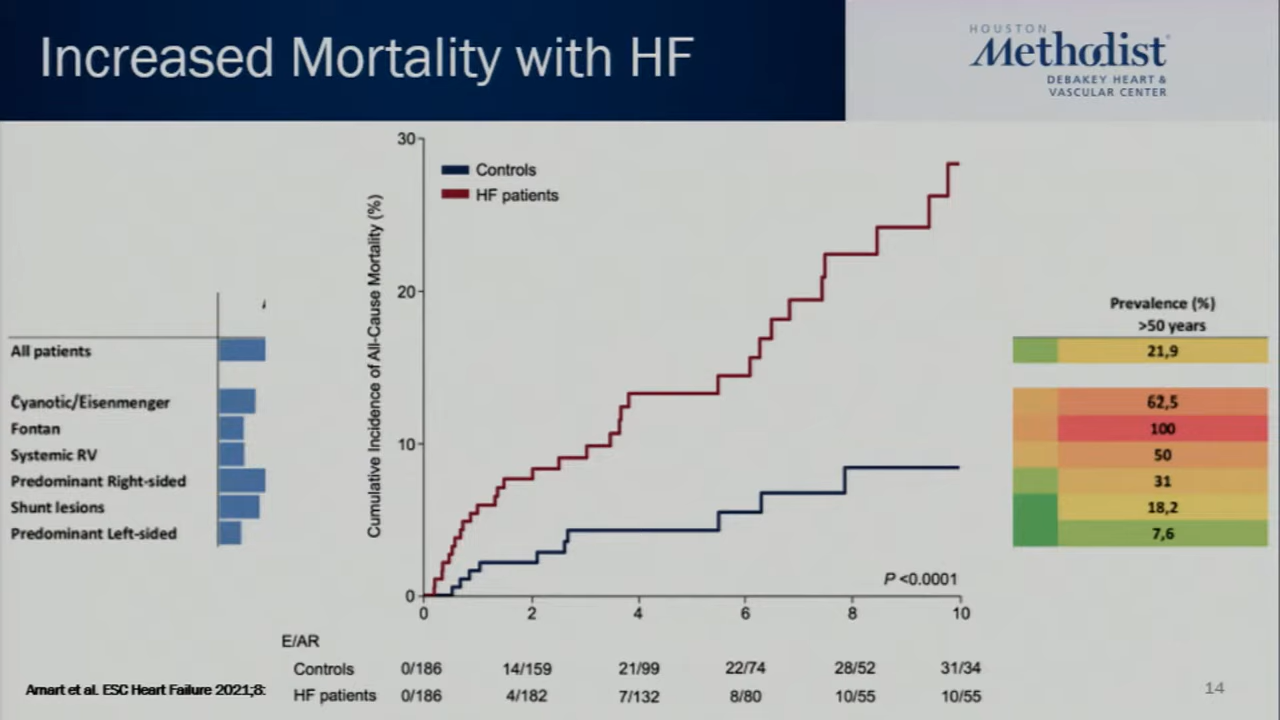 Increased Mortality with HF
HOUSTON
Methodist
DEBAKEY HEART &
VASCULAR CENTER
Controls
HF patients
Cumulative Incidence of All-Cause Mortality (%)
30
20
10
0
0 2 4 6 8 10
P <0.0001
All patients
Cyanotic/Eisenmenger
Fontan
Systemic RV
Predominant Right-sided
Shunt lesions
Predominant Left-sided
Prevalence (%)
>50 years
21,9
62,5
100
50
31
18,2
7,6
E/AR
Controls 0/186 14/159 21/99 22/74 28/52 31/34
HF patients 0/186 4/182 7/132 8/80 10/55 10/55
Arnart et al. ESC Heart Failure 2021;8:
14